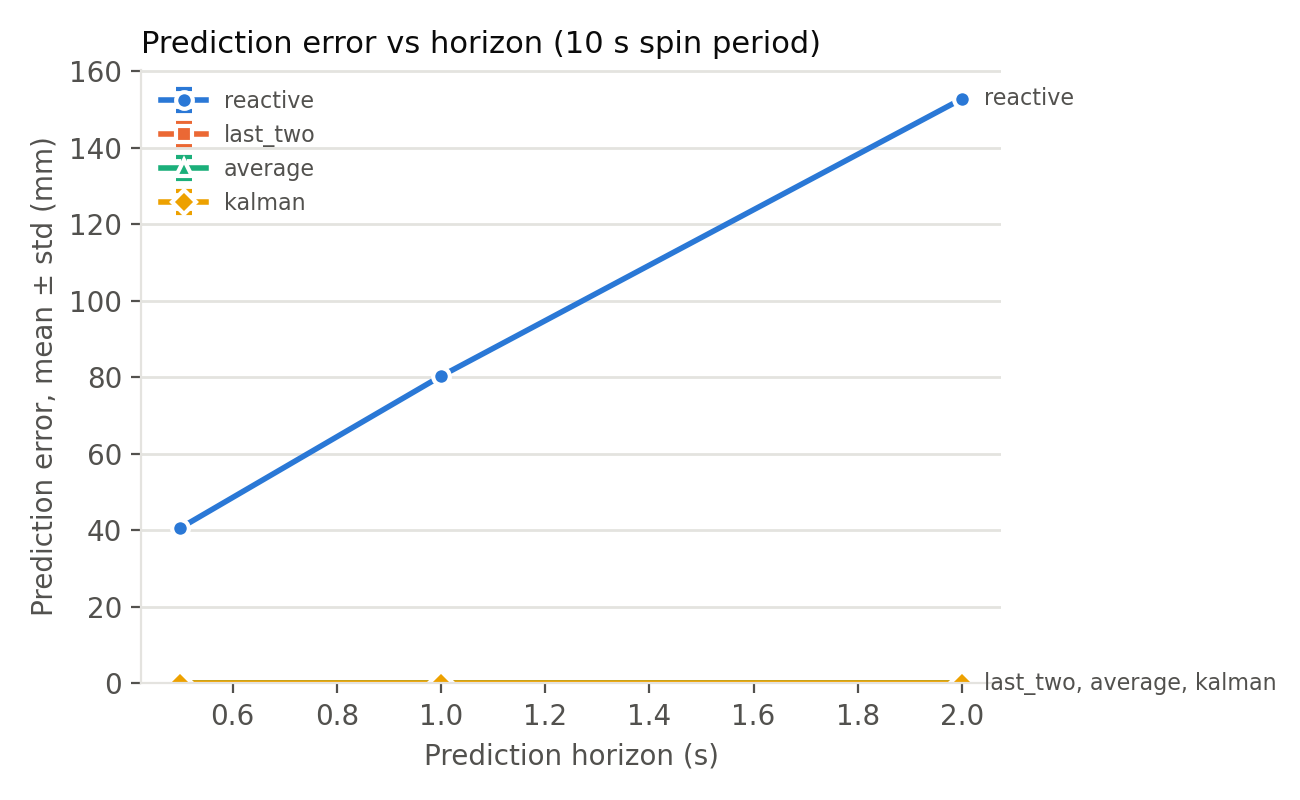 Prediction error vs horizon (10 s spin period)
160
140
120
100
80
60
40
20
0
Prediction error, mean ± std (mm)
reactive
last_two
average
kalman
reactive
last_two, average, kalman
0.6 0.8 1.0 1.2 1.4 1.6 1.8 2.0
Prediction horizon (s)